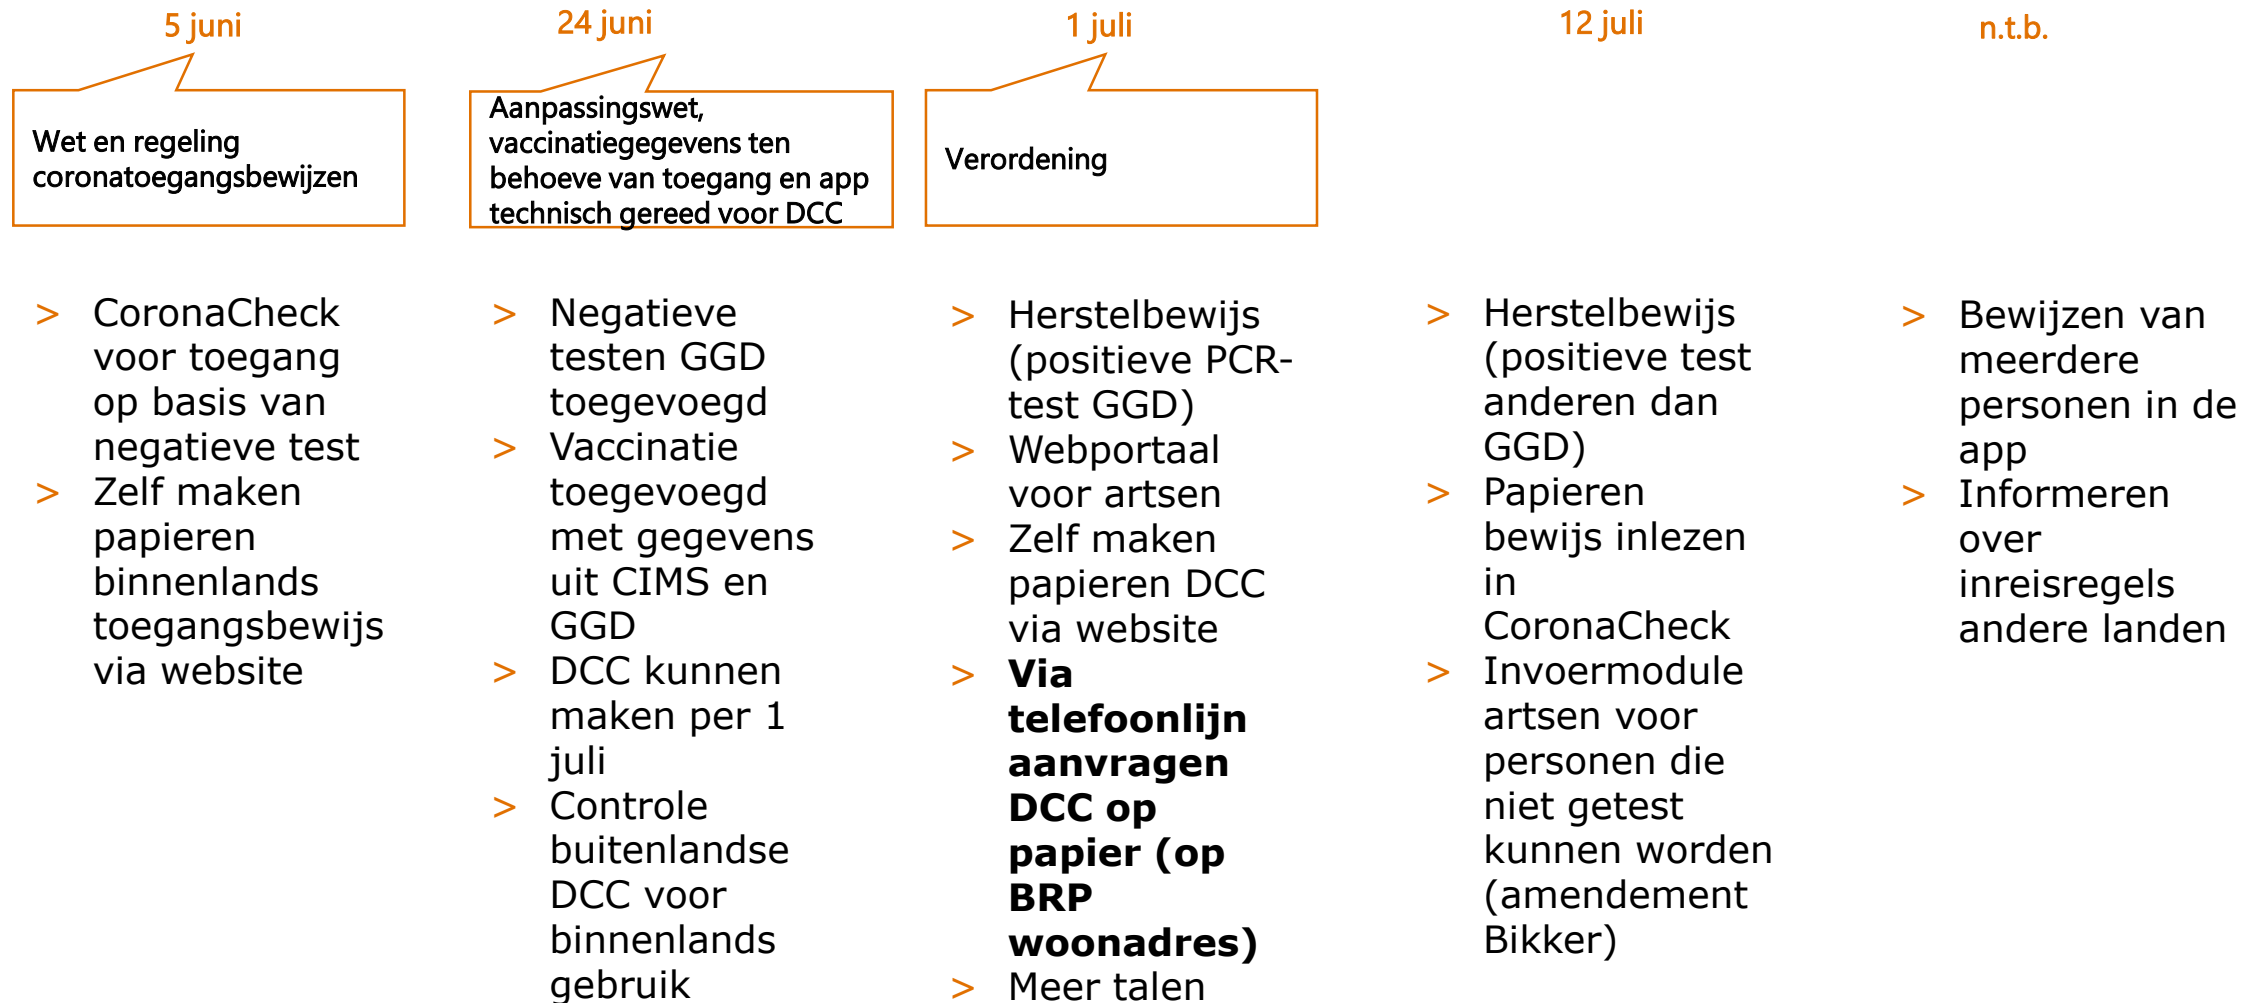 5 juni
24 juni
1 juli
12 juli
n.t.b.
Wet en regeling
coronatoegangsbewijzen
Aanpassingswet,
vaccinatiegegevens ten
behoeve van toegang en app
technisch gereed voor DCC
Verordening
> CoronaCheck
voor toegang
op basis van
negatieve test
> Zelf maken
papieren
binnenlands
toegangsbewijs
via website
> Negatieve
testen GGD
toegevoegd
> Vaccinatie
toegevoegd
met gegevens
uit CIMS en
GGD
> DCC kunnen
maken per 1
juli
> Controle
buitenlandse
DCC voor
binnenlands
gebruik
> Herstelbewijs
(positieve PCR-
test GGD)
> Webportaal
voor artsen
> Zelf maken
papieren DCC
via website
> Via
telefoonlijn
aanvragen
DCC op
papier (op
BRP
woonadres)
> Meer talen
> Herstelbewijs
(positieve test
anderen dan
GGD)
> Papieren
bewijs inlezen
in
CoronaCheck
> Invoermodule
artsen voor
personen die
niet getest
kunnen worden
(amendement
Bikker)
> Bewijzen van
meerdere
personen in de
app
> Informeren
over
inreisregels
andere landen